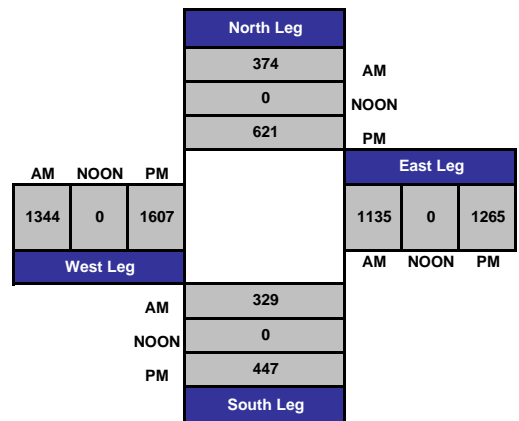 North Leg
374 AM
0 NOON
621 PM
East Leg
AM NOON PM
1344 0 1607
1135 0 1265
West Leg
AM NOON PM
AM 329
NOON 0
PM 447
South Leg